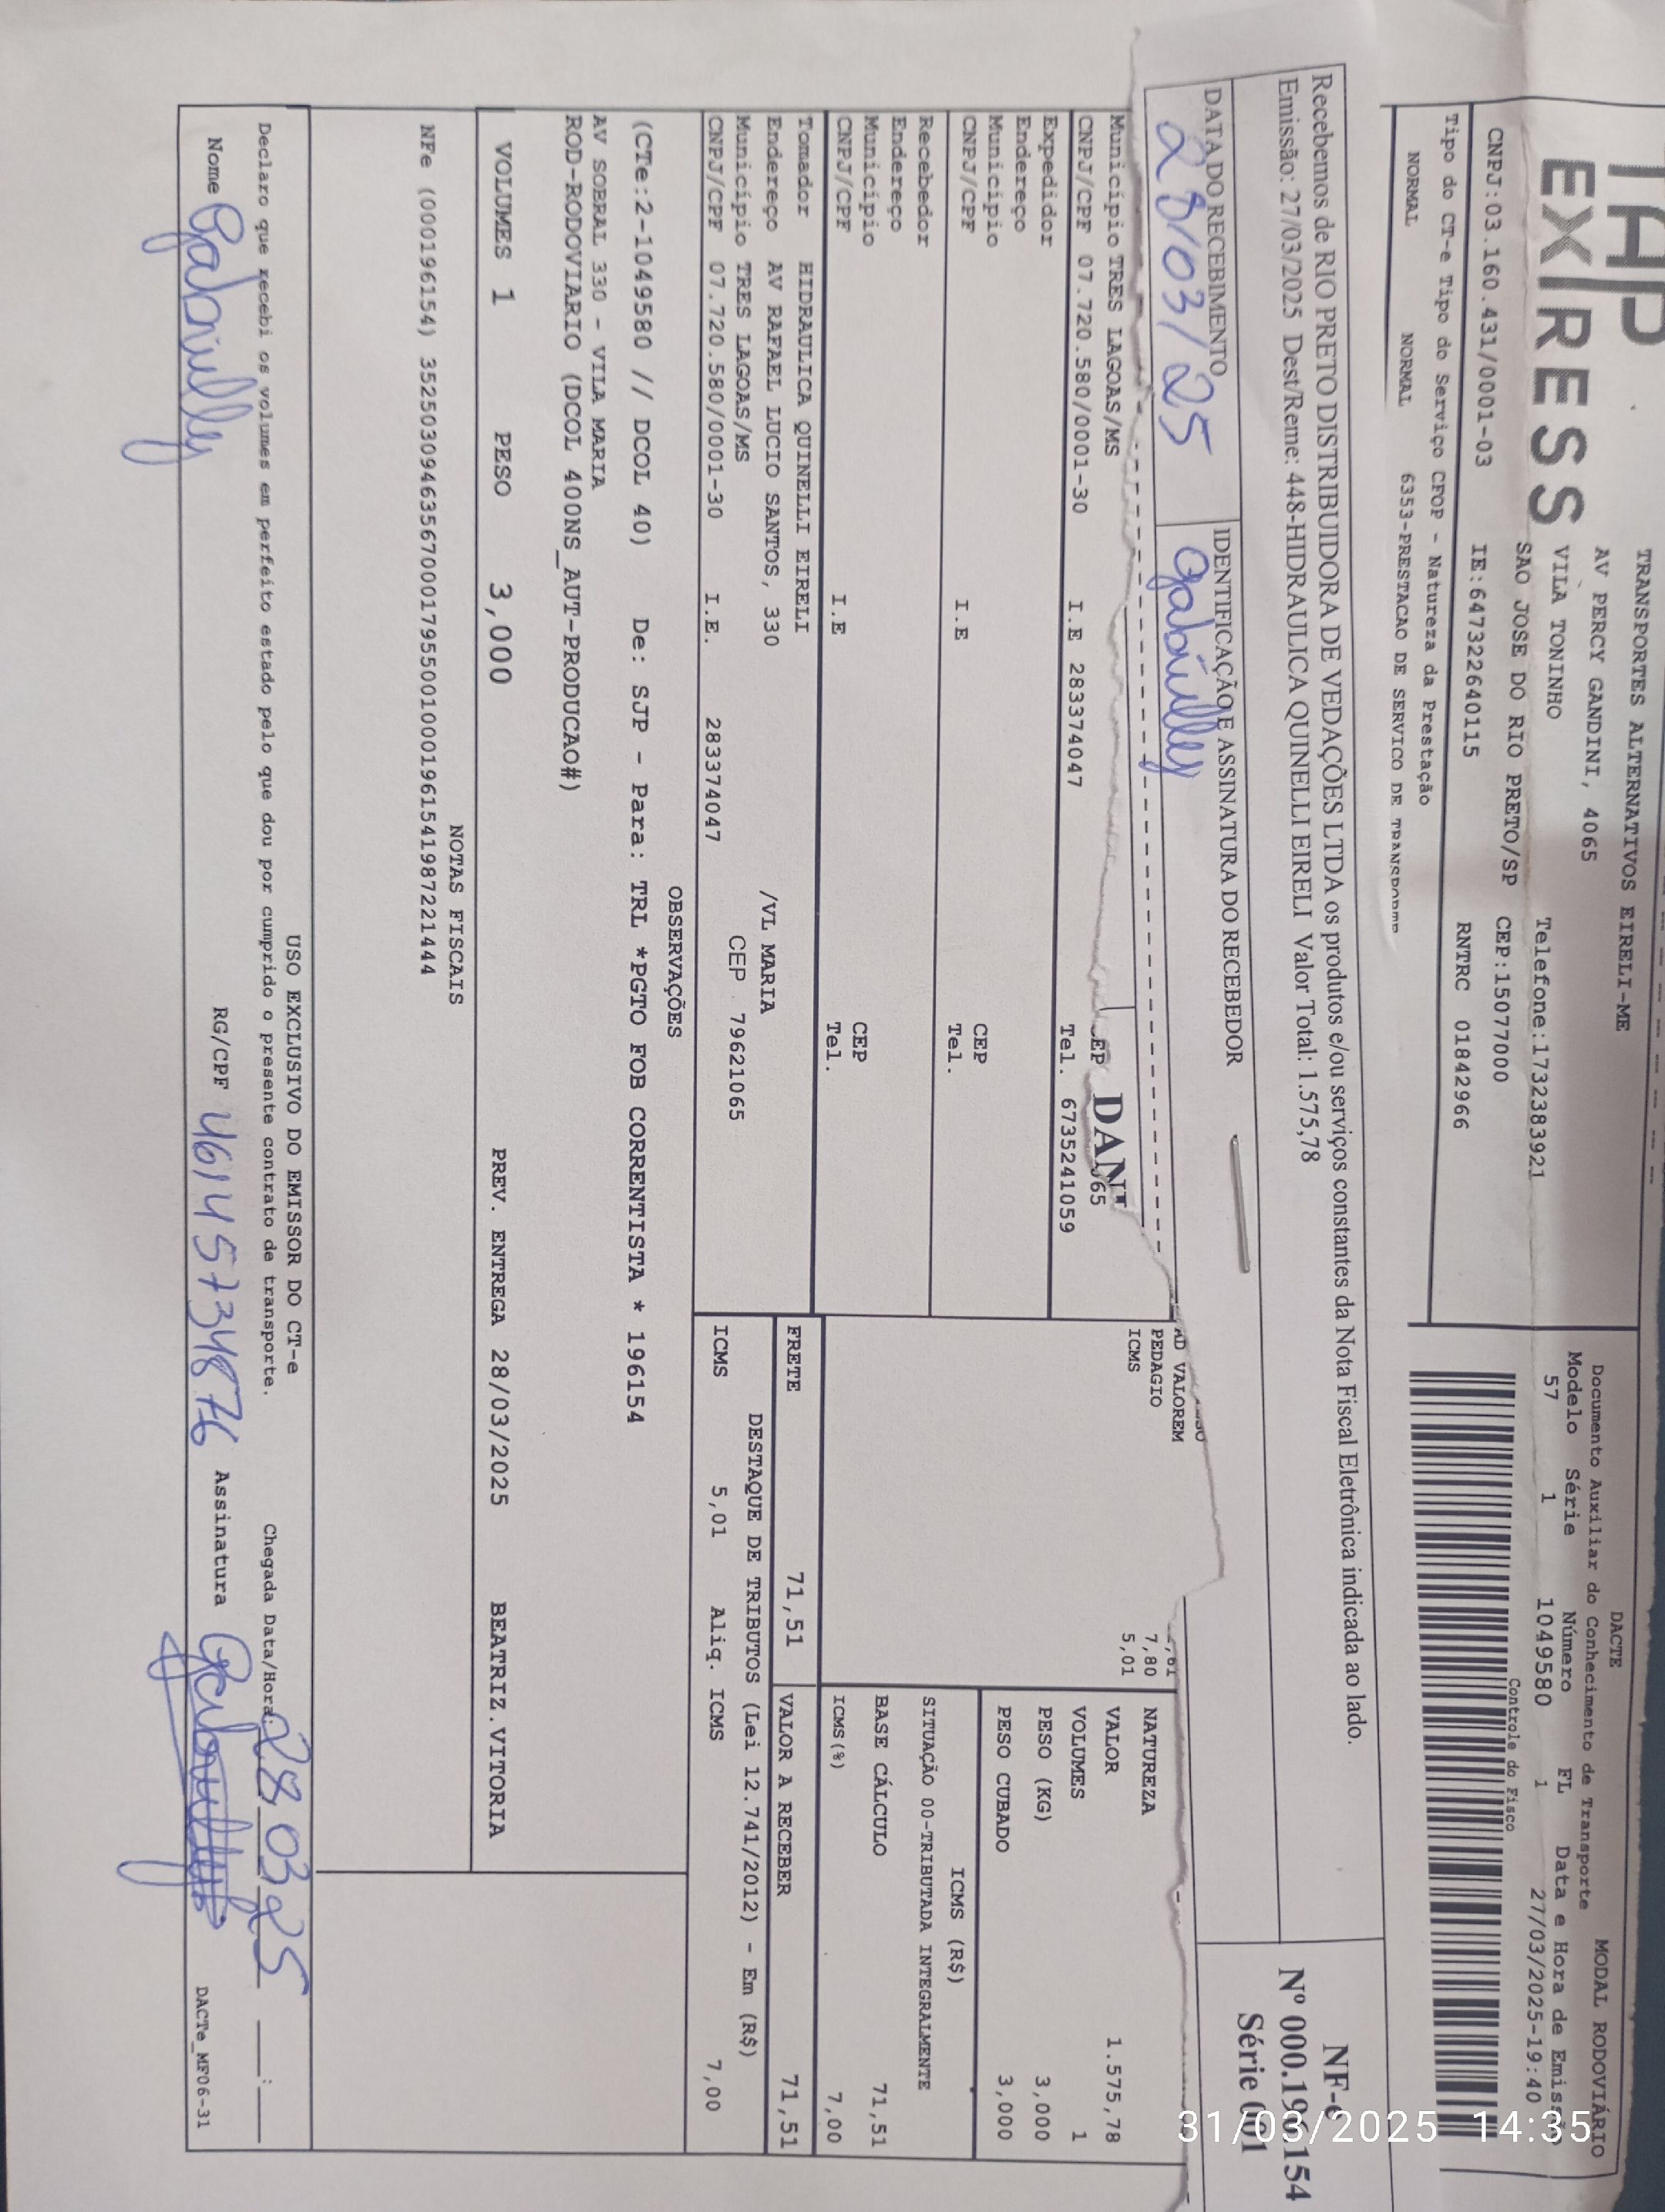 TAP
EXPRESS
TRANSPORTES ALTERNATIVOS EIRELI-ME
AV PERCY GANDINI, 4065
VILA TONINHO
Telefone:1732383921
SAO JOSE DO RIO PRETO/SP
CEP:15077000
CNPJ:03.160.431/0001-03
IE:647322640115
RNTRC 01842966
Tipo do CT-e Tipo do Serviço CFOP - Natureza da Prestação
NORMAL NORMAL 6353-PRESTACAO DE SERVICO DE TRANSPORTE
DACTE
MODAL RODOVIÁRIO
Documento Auxiliar do Conhecimento de Transporte
Modelo Série Número FL Data e Hora de Emissão
57 1 1049580 1 27/03/2025-19:40
Controle do Fisco
Recebemos de RIO PRETO DISTRIBUIDORA DE VEDAÇÕES LTDA os produtos e/ou serviços constantes da Nota Fiscal Eletrônica indicada ao lado.
Emissão: 27/03/2025 Dest/Reme: 448-HIDRAULICA QUINELLI EIRELI Valor Total: 1.575,78
DATA DO RECEBIMENTO
28/03/25
IDENTIFICAÇÃO E ASSINATURA DO RECEBEDOR
Gabrielly
NF-e
Nº 000.196.154
Série 001
DANF
Município TRES LAGOAS/MS
CNPJ/CPF 07.720.580/0001-30 I.E 283374047 Tel. 673524​1059
Expedidor
Endereço
Município CEP
CNPJ/CPF I.E Tel.
Recebedor
Endereço
Município CEP
CNPJ/CPF I.E Tel.
Tomador HIDRAULICA QUINELLI EIRELI
Endereço AV RAFAEL LUCIO SANTOS, 330 /VL MARIA
Município TRES LAGOAS/MS CEP 79621065
CNPJ/CPF 07.720.580/0001-30 I.E. 283374047
AD VALOREM
PEDAGIO 7,80
ICMS 5,01
NATUREZA
VALOR 1.575,78
VOLUMES 1
PESO (KG) 3,000
PESO CUBADO 3,000
ICMS (R$)
SITUAÇÃO 00-TRIBUTADA INTEGRALMENTE
BASE CÁLCULO 71,51
ICMS(%) 7,00
FRETE 71,51 VALOR A RECEBER 71,51
DESTAQUE DE TRIBUTOS (Lei 12.741/2012) - Em (R$)
ICMS 5,01 Aliq. ICMS 7,00
OBSERVAÇÕES
(CTe:2-1049580 // DCOL 40) De: SJP - Para: TRL *PGTO FOB CORRENTISTA * 196154
AV SOBRAL 330 - VILA MARIA
ROD-RODOVIARIO (DCOL 400NS_AUT-PRODUCAO#)
VOLUMES 1 PESO 3,000 PREV. ENTREGA 28/03/2025 BEATRIZ.VITORIA
NOTAS FISCAIS
NFe (000196154) 35250309463567000179550010001961541987221444
USO EXCLUSIVO DO EMISSOR DO CT-e
Declaro que recebi os volumes em perfeito estado pelo que dou por cumprido o presente contrato de transporte. Chegada Data/Hora: 28 03 25 ___:___
Nome Gabrielly RG/CPF 46145734876 Assinatura Gabrielly DACTe_MF06-31
31/03/2025 14:35